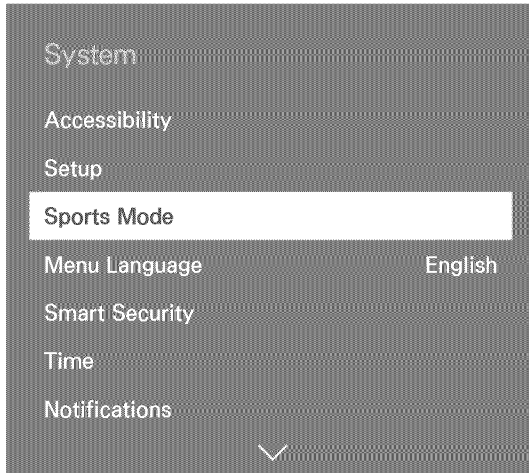 System
Accessibility
Setup
Sports Mode
Menu Language English
Smart Security
Time
Notifications